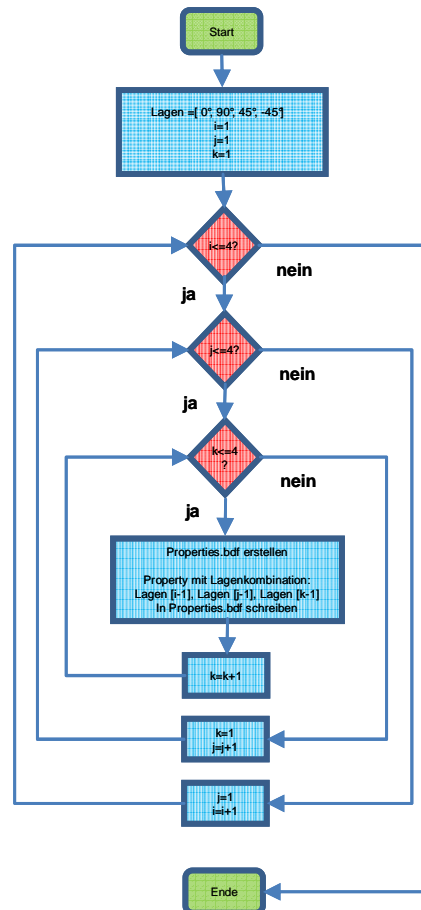 Start
Lagen =[ 0°, 90°, 45°, -45°]
i=1
j=1
k=1
i<=4?
nein
ja
j<=4?
nein
ja
k<=4
?
nein
ja
Properties.bdf erstellen
Property mit Lagenkombination:
Lagen [i-1], Lagen [j-1], Lagen [k-1]
In Properties.bdf schreiben
k=k+1
k=1
j=j+1
j=1
i=i+1
Ende